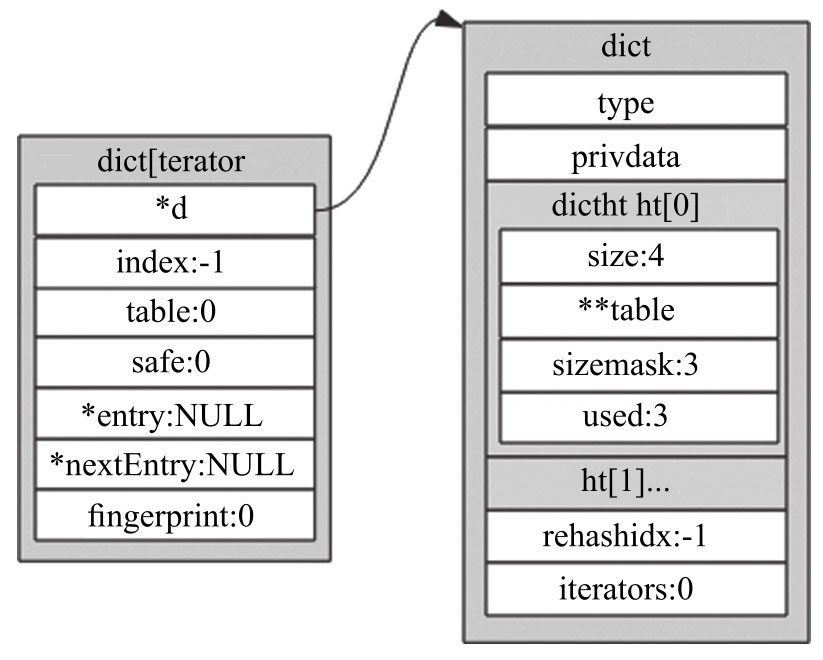 dict[terator
*d
index:-1
table:0
safe:0
*entry:NULL
*nextEntry:NULL
fingerprint:0
dict
type
privdata
dictht ht[0]
size:4
**table
sizemask:3
used:3
ht[1]...
rehashidx:-1
iterators:0